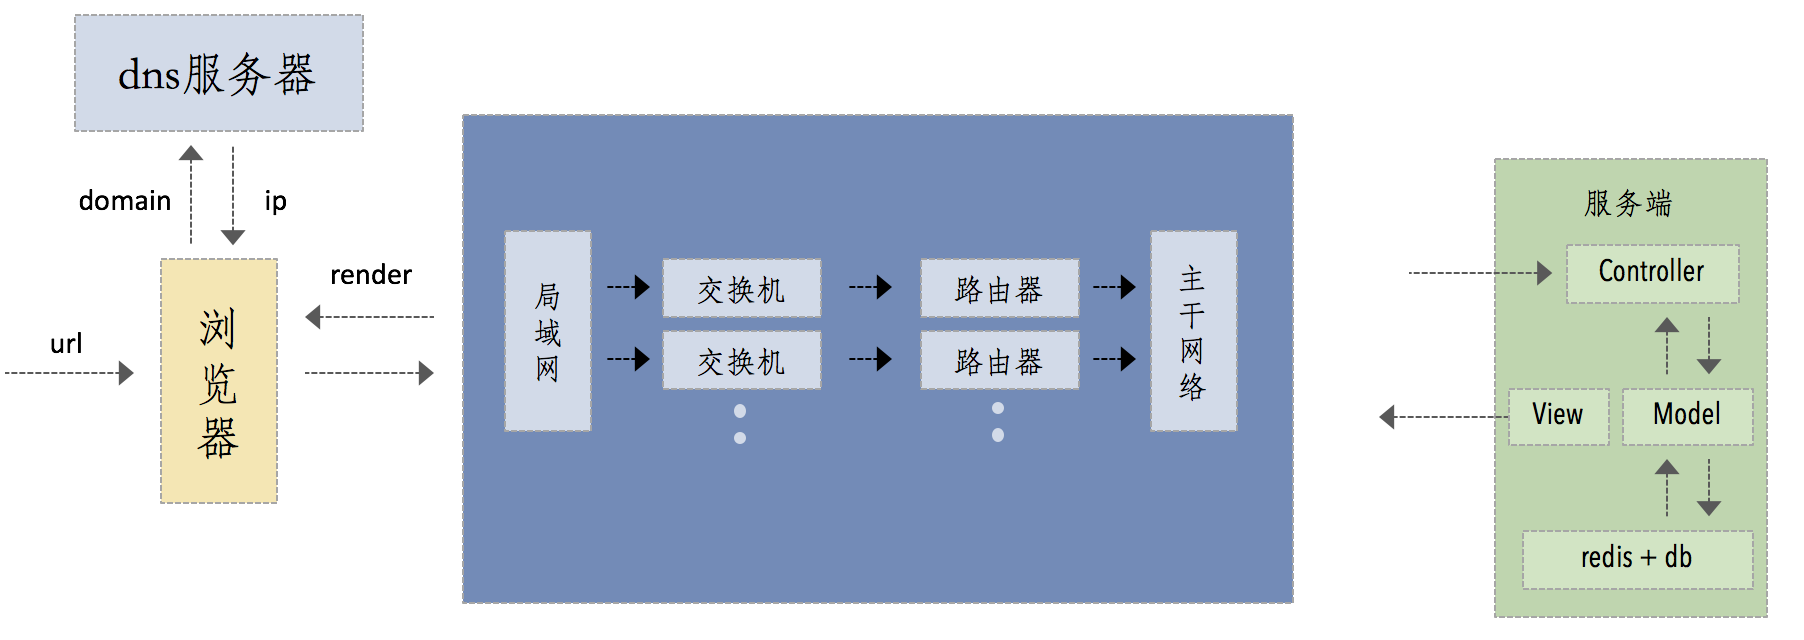 dns服务器
domain
ip
url
浏览器
render
局域网
交换机
路由器
交换机
路由器
主干网络
服务端
Controller
View
Model
redis + db